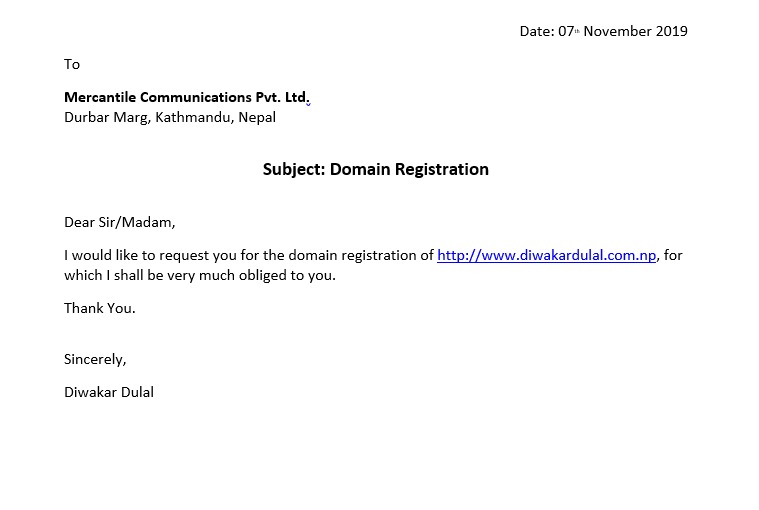 Date: 07th November 2019
To
Mercantile Communications Pvt. Ltd.
Durbar Marg, Kathmandu, Nepal
Subject: Domain Registration
Dear Sir/Madam,
I would like to request you for the domain registration of http://www.diwakardulal.com.np, for
which I shall be very much obliged to you.
Thank You.
Sincerely,
Diwakar Dulal